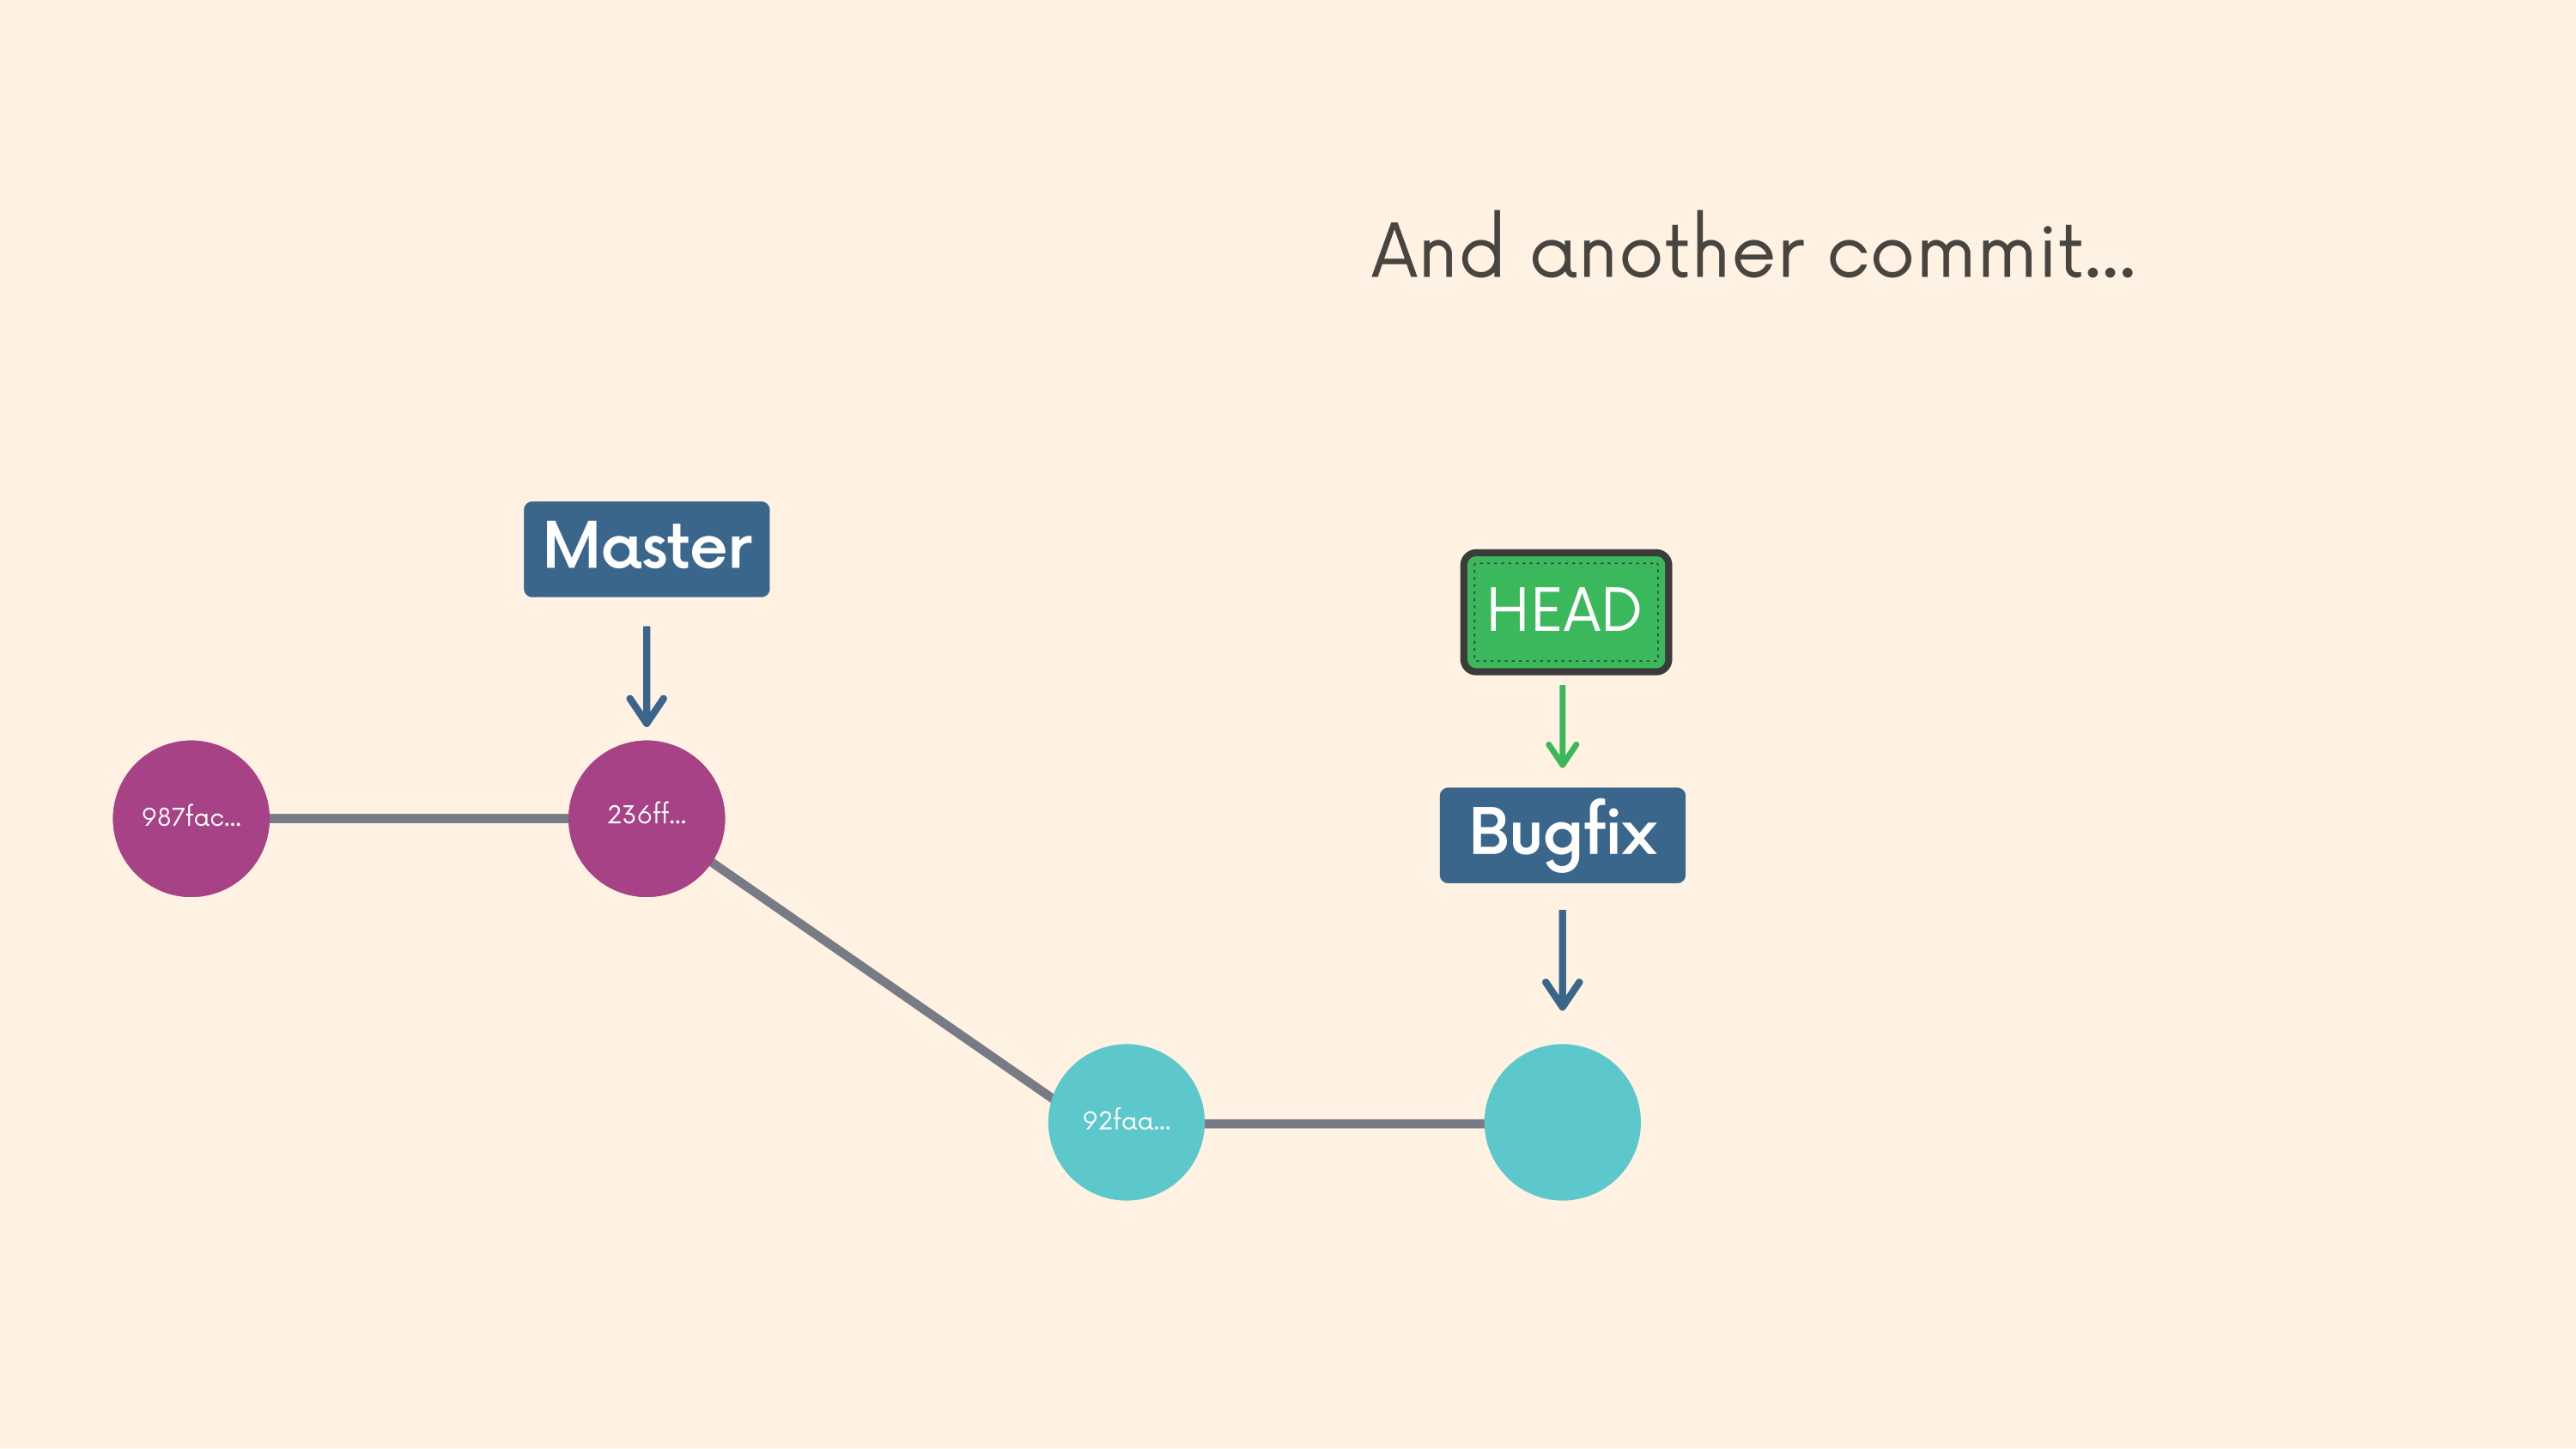 And another commit...
Master
HEAD
987fac...
236ff...
Bugfix
92faa...